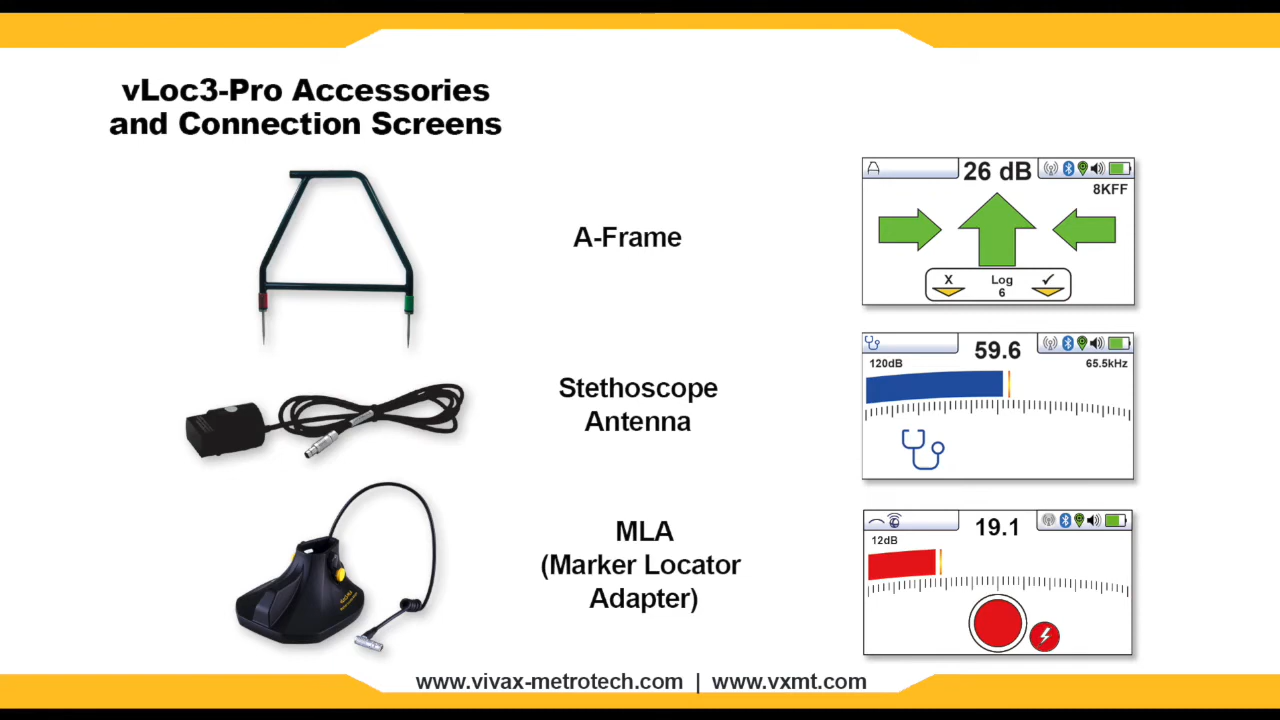 vLoc3-Pro Accessories
and Connection Screens
A-Frame
26 dB
8KFF
X
Log
6
Stethoscope
Antenna
59.6
120dB
65.5kHz
MLA
(Marker Locator
Adapter)
19.1
12dB
www.vivax-metrotech.com | www.vxmt.com